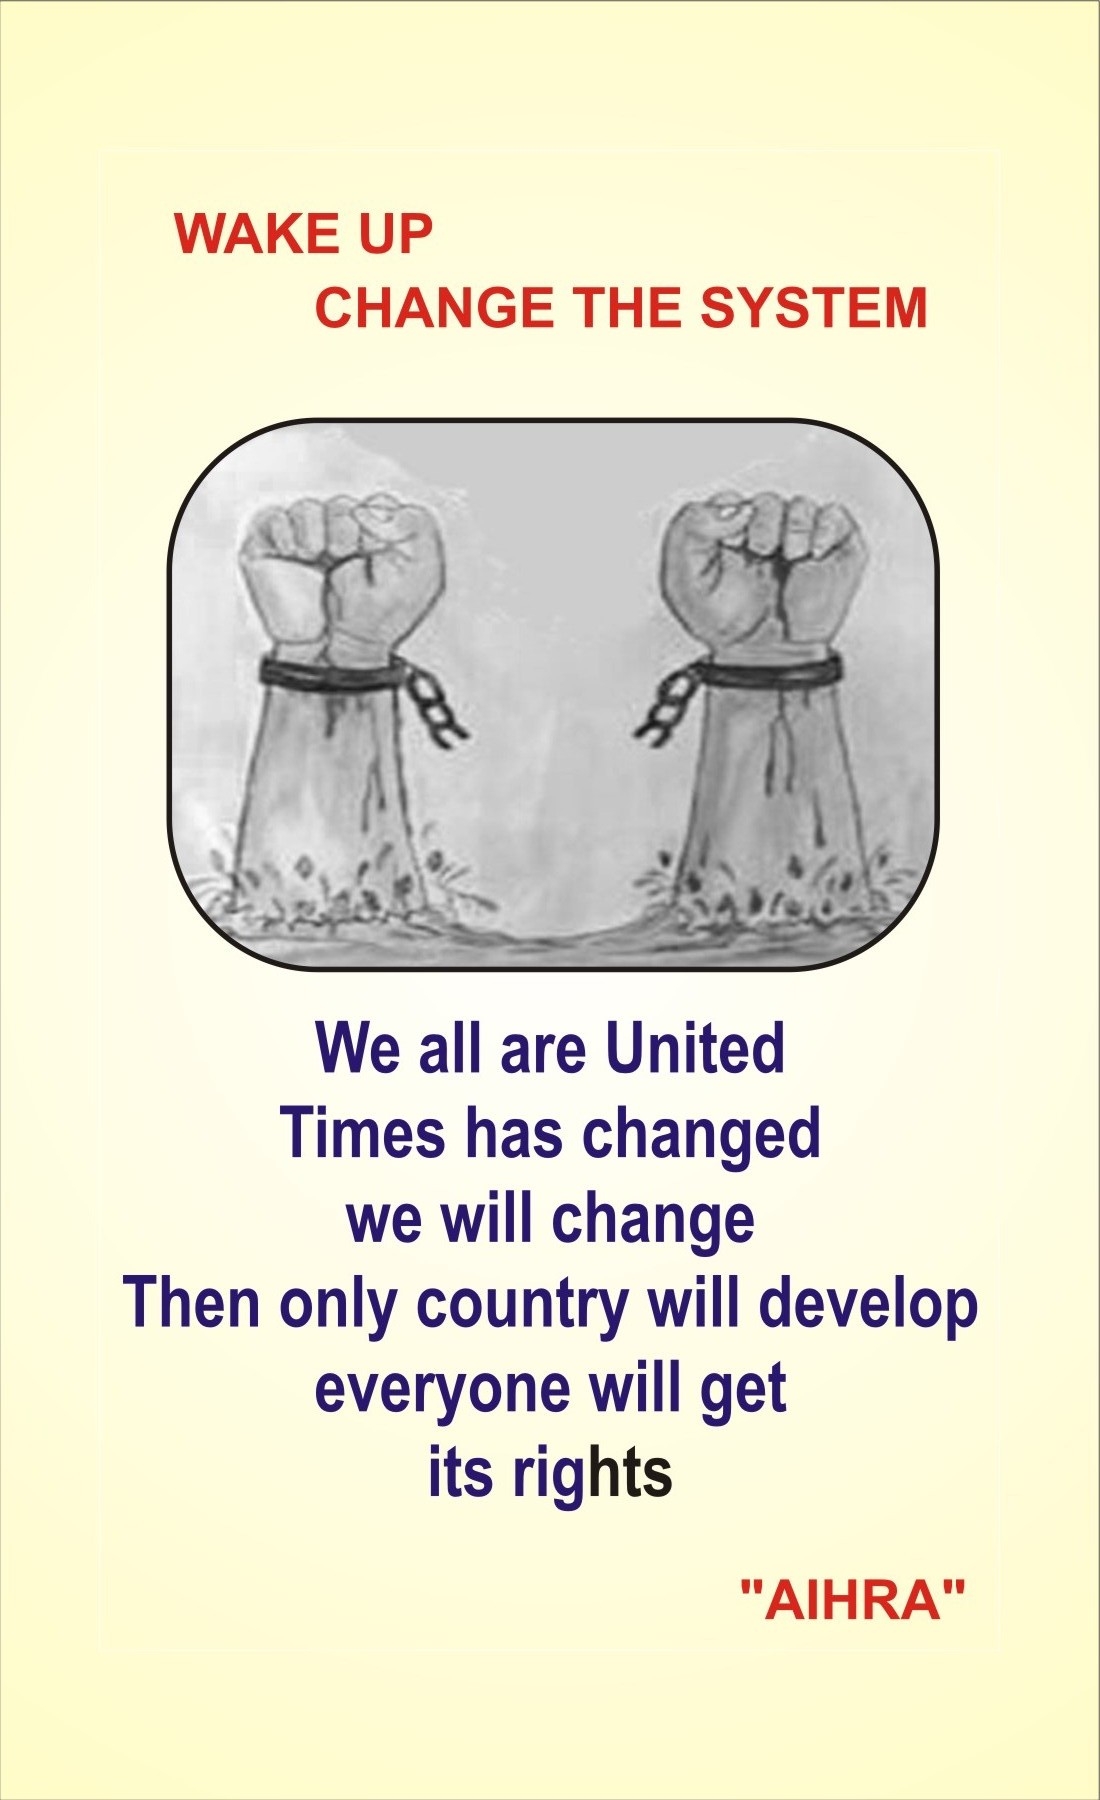 WAKE UP
CHANGE THE SYSTEM
We all are United
Times has changed
we will change
Then only country will develop
everyone will get
its rights
"AIHRA"